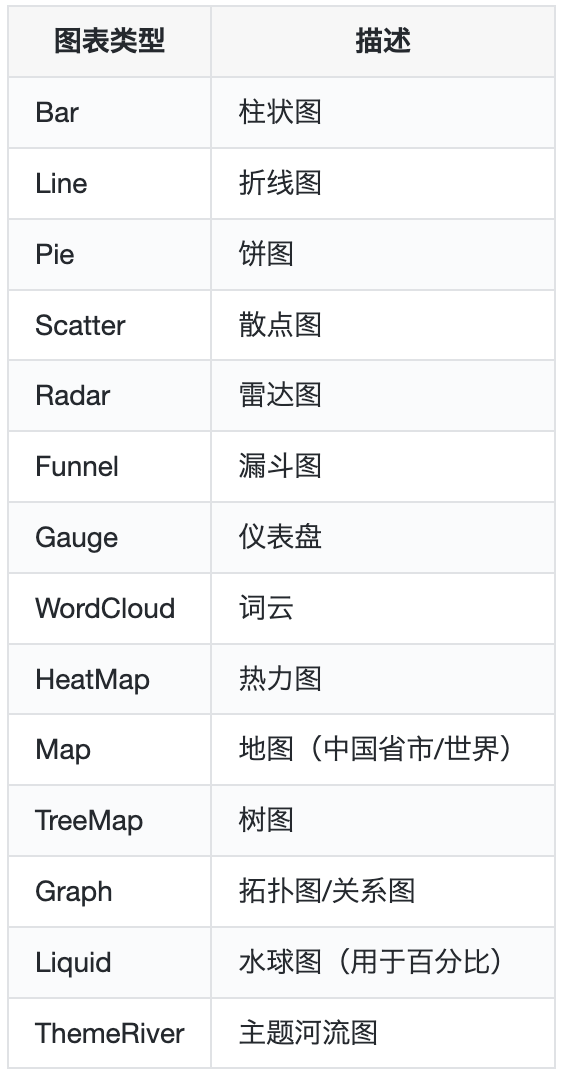 图表类型 描述
Bar 柱状图
Line 折线图
Pie 饼图
Scatter 散点图
Radar 雷达图
Funnel 漏斗图
Gauge 仪表盘
WordCloud 词云
HeatMap 热力图
Map 地图（中国省市/世界）
TreeMap 树图
Graph 拓扑图/关系图
Liquid 水球图（用于百分比）
ThemeRiver 主题河流图